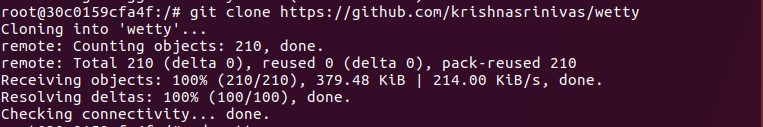 root@30c0159cfa4f:/# git clone https://github.com/krishnasrinivas/wetty
Cloning into 'wetty'...
remote: Counting objects: 210, done.
remote: Total 210 (delta 0), reused 0 (delta 0), pack-reused 210
Receiving objects: 100% (210/210), 379.48 KiB | 214.00 KiB/s, done.
Resolving deltas: 100% (100/100), done.
Checking connectivity... done.